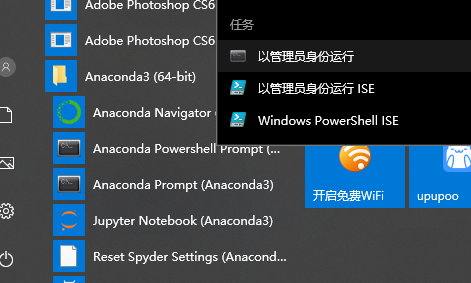 Adobe Photoshop CS6
Adobe Photoshop CS6
Anaconda3 (64-bit)
Anaconda Navigator (
Anaconda Powershell Prompt (...
Anaconda Prompt (Anaconda3)
Jupyter Notebook (Anaconda3)
Reset Spyder Settings (Anacond...
任务
以管理员身份运行
以管理员身份运行 ISE
Windows PowerShell ISE
开启免费WiFi
upupoo